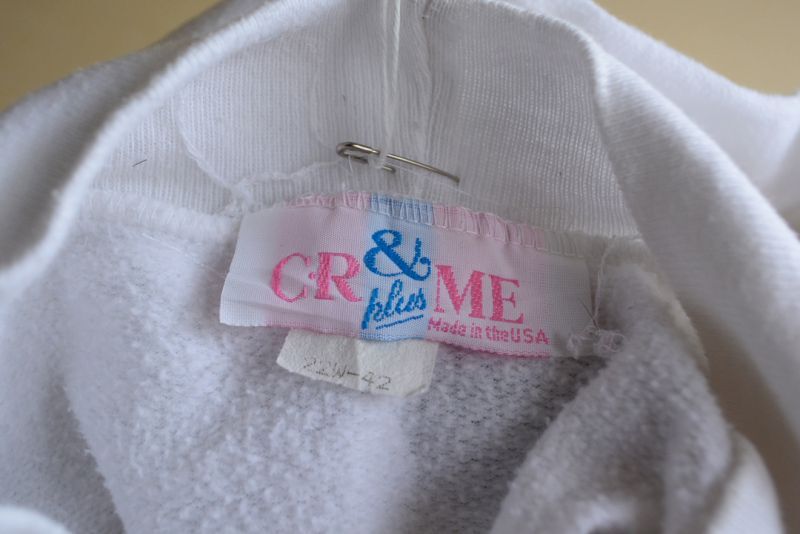 CR & ME
plus
Made in the USA
22W-42